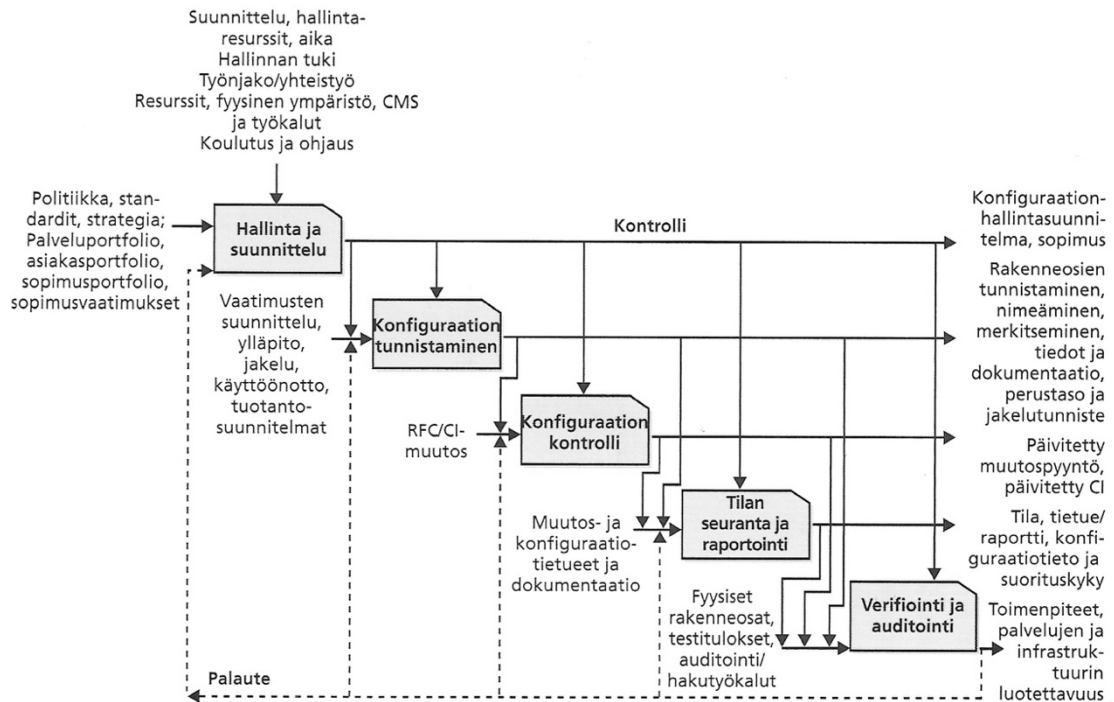 Suunnittelu, hallinta-
resurssit, aika
Hallinnan tuki
Työnjako/yhteistyö
Resurssit, fyysinen ympäristö, CMS
ja työkalut
Koulutus ja ohjaus
Politiikka, stan-
dardit, strategia;
Palveluportfolio,
asiakasportfolio,
sopimusportfolio,
sopimusvaatimukset
Hallinta ja
suunnittelu
Kontrolli
Konfiguraation-
hallintasuunni-
telma, sopimus
Vaatimusten
suunnittelu,
ylläpito,
jakelu,
käyttöönotto,
tuotanto-
suunnitelmat
Konfiguraation
tunnistaminen
Rakenneosien
tunnistaminen,
nimeäminen,
merkitseminen,
tiedot ja
dokumentaatio,
perustaso ja
jakelutunniste
RFC/CI-
muutos
Konfiguraation
kontrolli
Päivitetty
muutospyyntö,
päivitetty CI
Muutos- ja
konfiguraatio-
tietueet ja
dokumentaatio
Tilan
seuranta ja
raportointi
Tila, tietue/
raportti, konfi-
guraatiotieto ja
suorituskyky
Fyysiset
rakenneosat,
testitulokset,
auditointi/
hakutyökalut
Verifiointi ja
auditointi
Toimenpiteet,
palvelujen ja
infrastruk-
tuurin
luotettavuus
Palaute